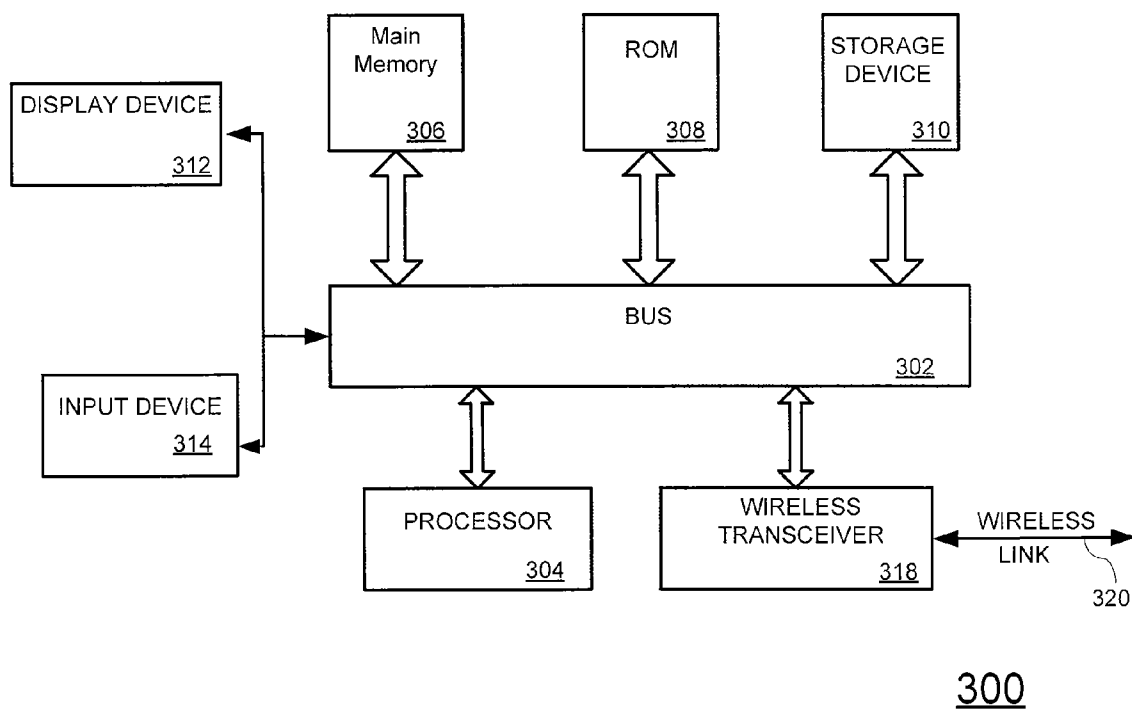 Main
Memory
306
ROM
308
STORAGE
DEVICE
310
DISPLAY DEVICE
312
BUS
302
INPUT DEVICE
314
PROCESSOR
304
WIRELESS
TRANSCEIVER
318
WIRELESS
LINK
320
300